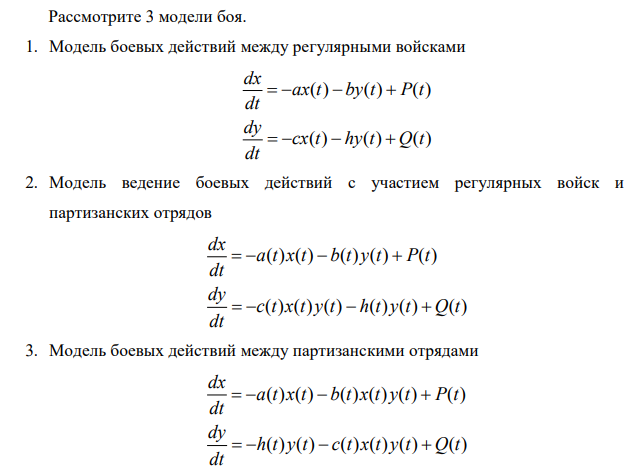 Рассмотрите 3 модели боя.
1. Модель боевых действий между регулярными войсками
dx/dt = −ax(t) − by(t) + P(t)
dy/dt = −cx(t) − hy(t) + Q(t)
2. Модель ведение боевых действий с участием регулярных войск и
партизанских отрядов
dx/dt = −a(t)x(t) − b(t)y(t) + P(t)
dy/dt = −c(t)x(t)y(t) − h(t)y(t) + Q(t)
3. Модель боевых действий между партизанскими отрядами
dx/dt = −a(t)x(t) − b(t)x(t)y(t) + P(t)
dy/dt = −h(t)y(t) − c(t)x(t)y(t) + Q(t)